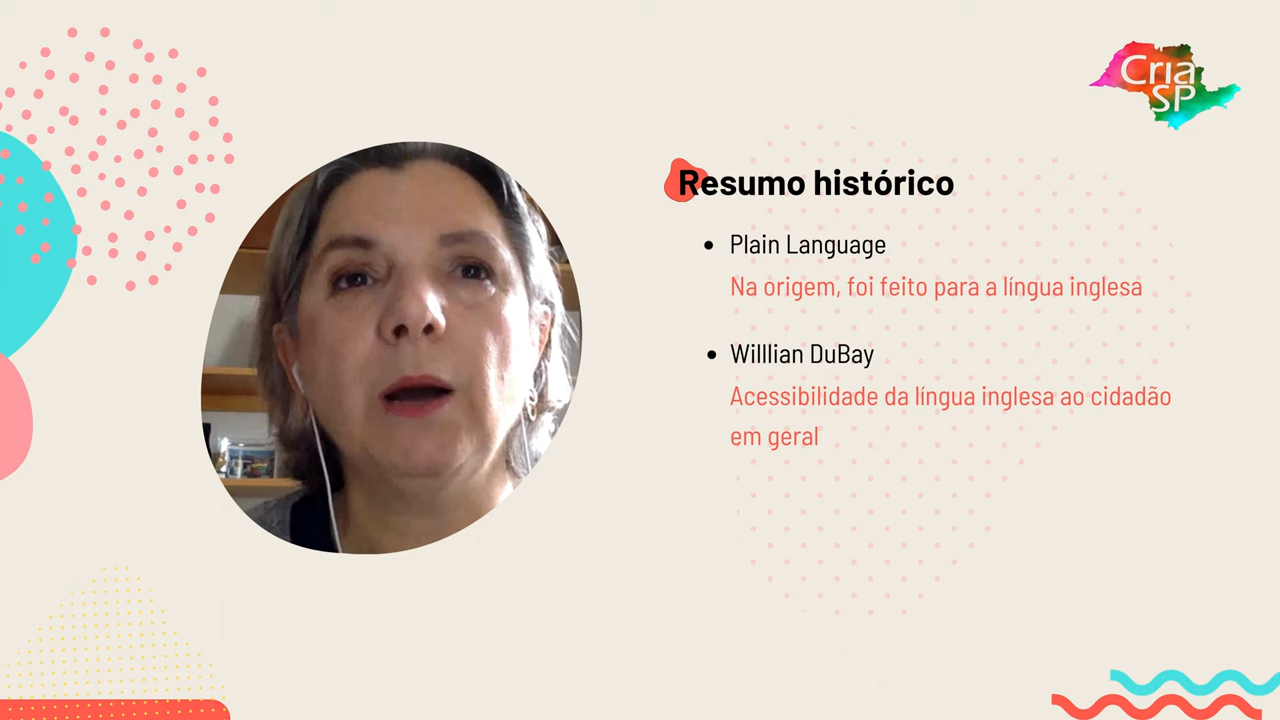 Cria
SP
Resumo histórico
• Plain Language
Na origem, foi feito para a língua inglesa
• Willlian DuBay
Acessibilidade da língua inglesa ao cidadão
em geral